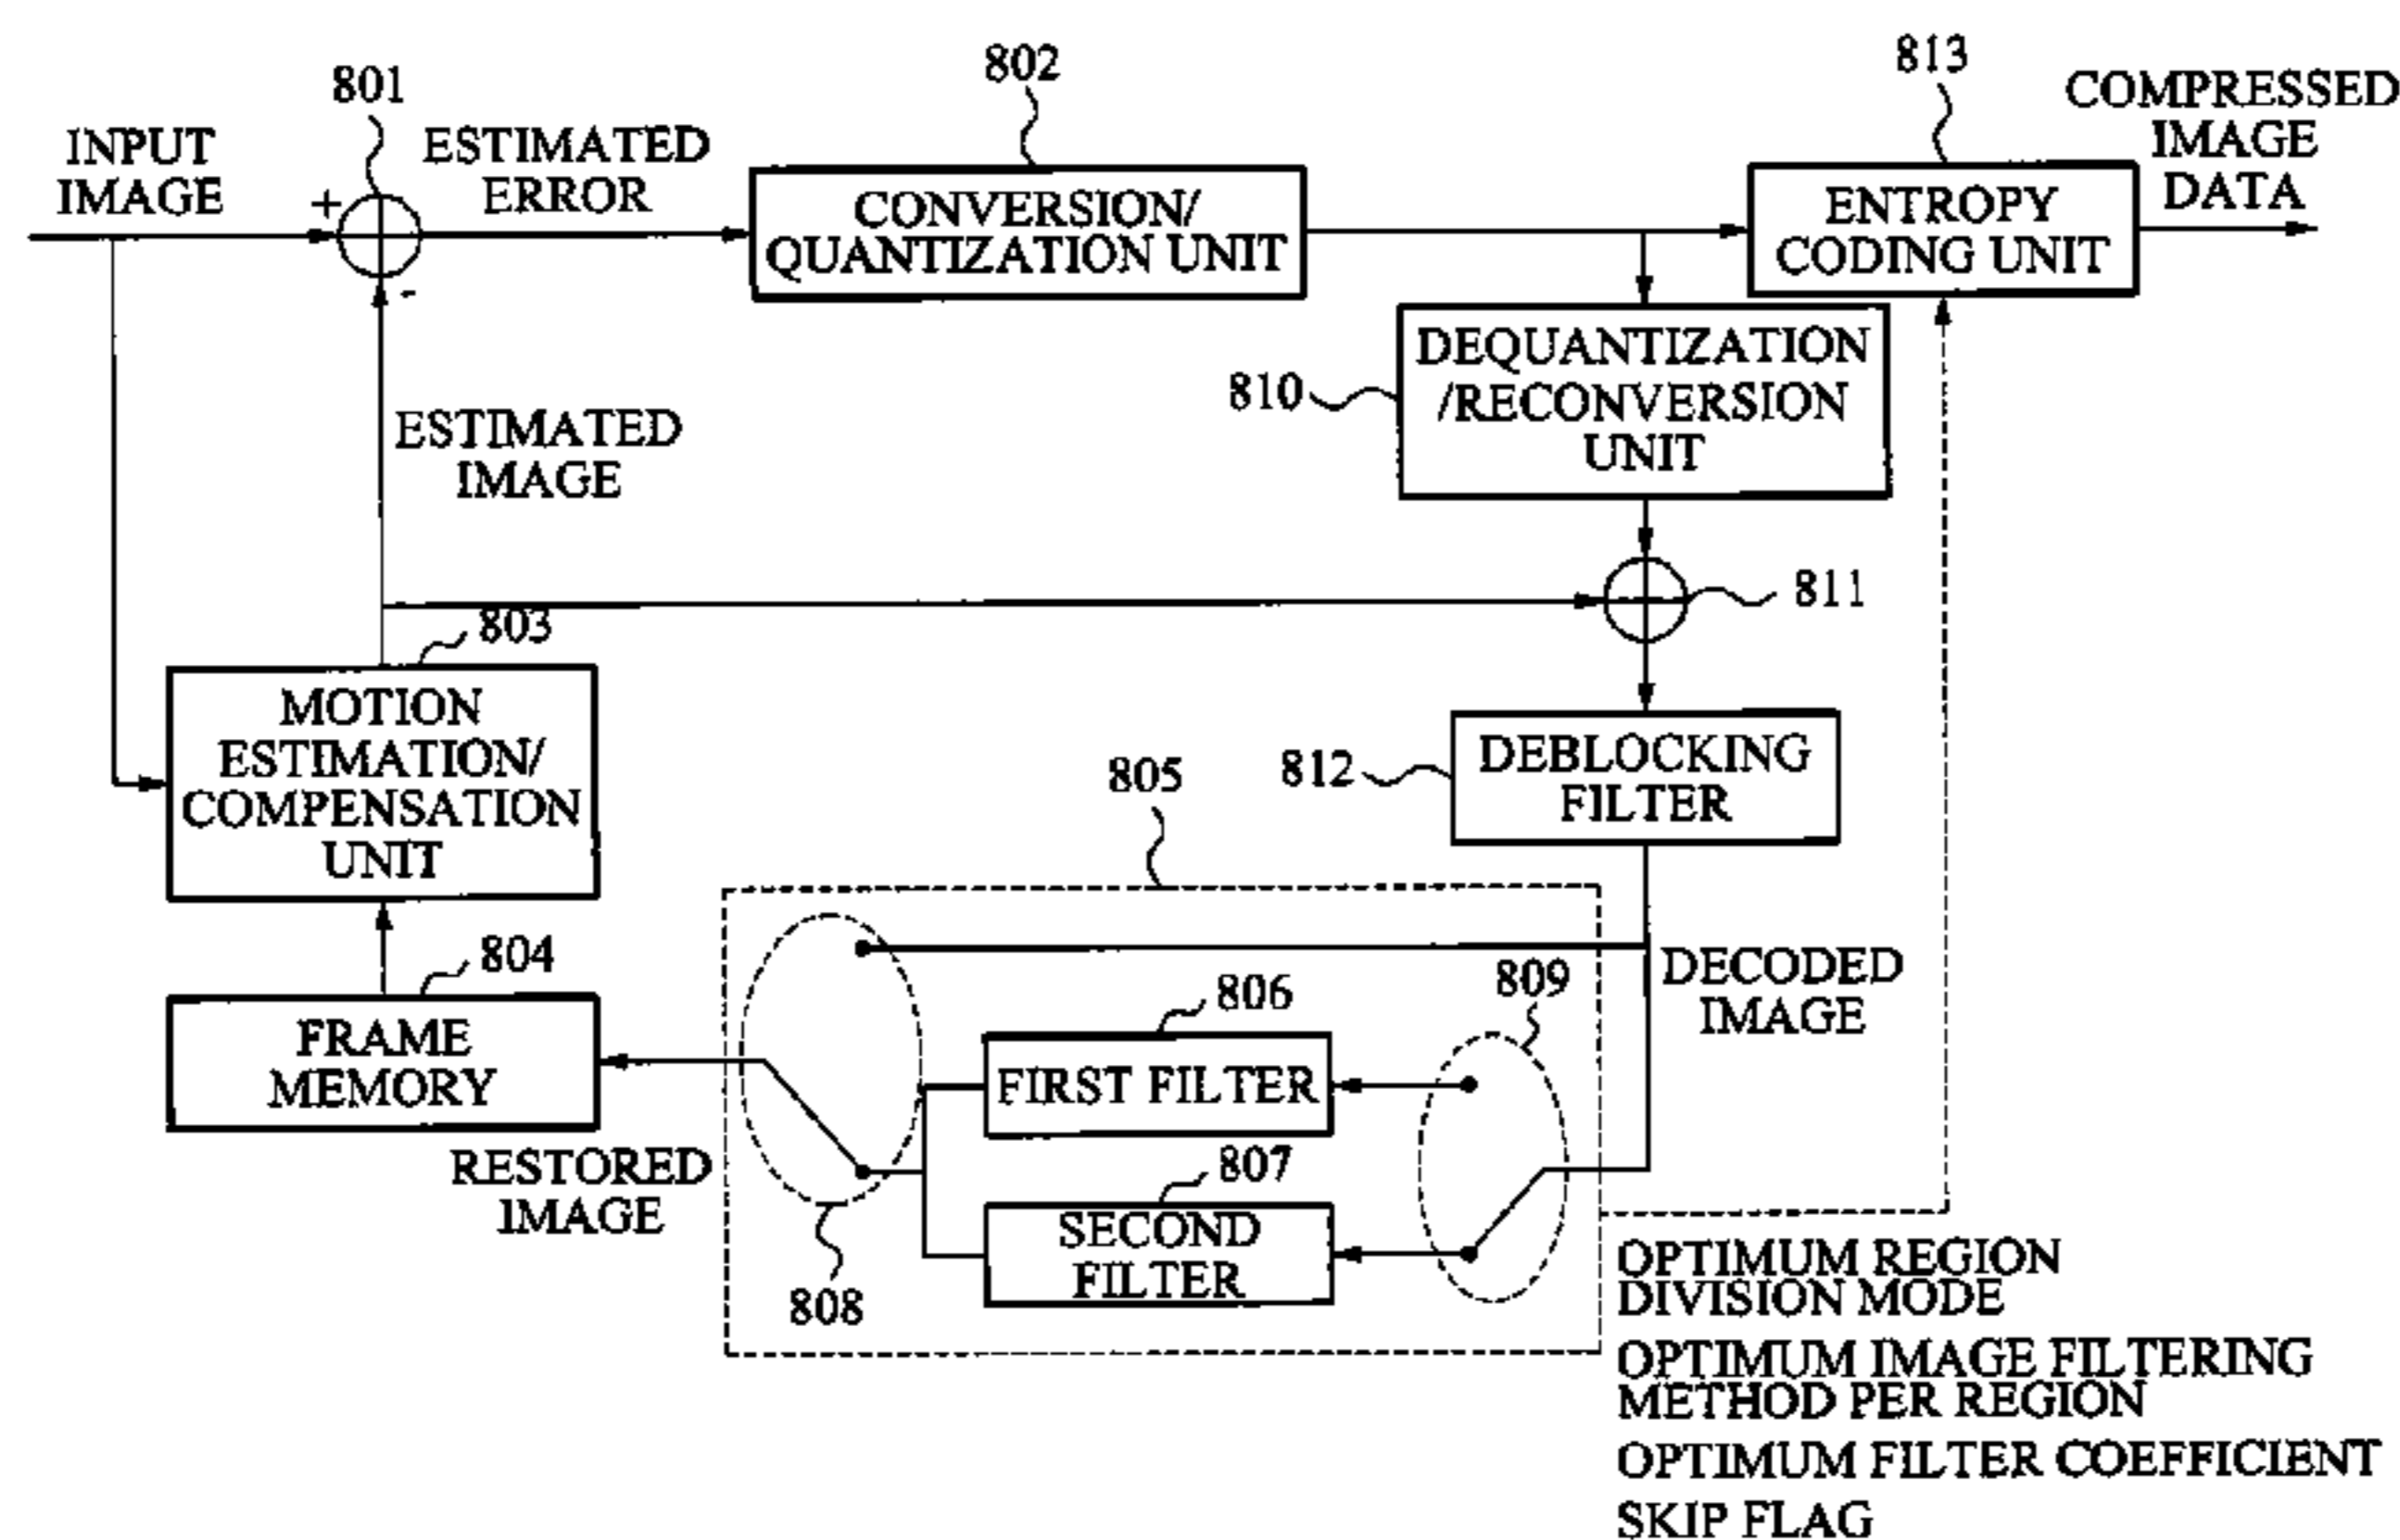 801
802
813
COMPRESSED
IMAGE
DATA
INPUT
IMAGE
ESTIMATED
ERROR
+
-
CONVERSION/
QUANTIZATION UNIT
ENTROPY
CODING UNIT
DEQUANTIZATION
/RECONVERSION
UNIT
810
ESTIMATED
IMAGE
811
803
MOTION
ESTIMATION/
COMPENSATION
UNIT
805
812
DEBLOCKING
FILTER
804
FRAME
MEMORY
806
809
DECODED
IMAGE
FIRST FILTER
RESTORED
IMAGE
807
SECOND
FILTER
808
OPTIMUM REGION
DIVISION MODE
OPTIMUM IMAGE FILTERING
METHOD PER REGION
OPTIMUM FILTER COEFFICIENT
SKIP FLAG